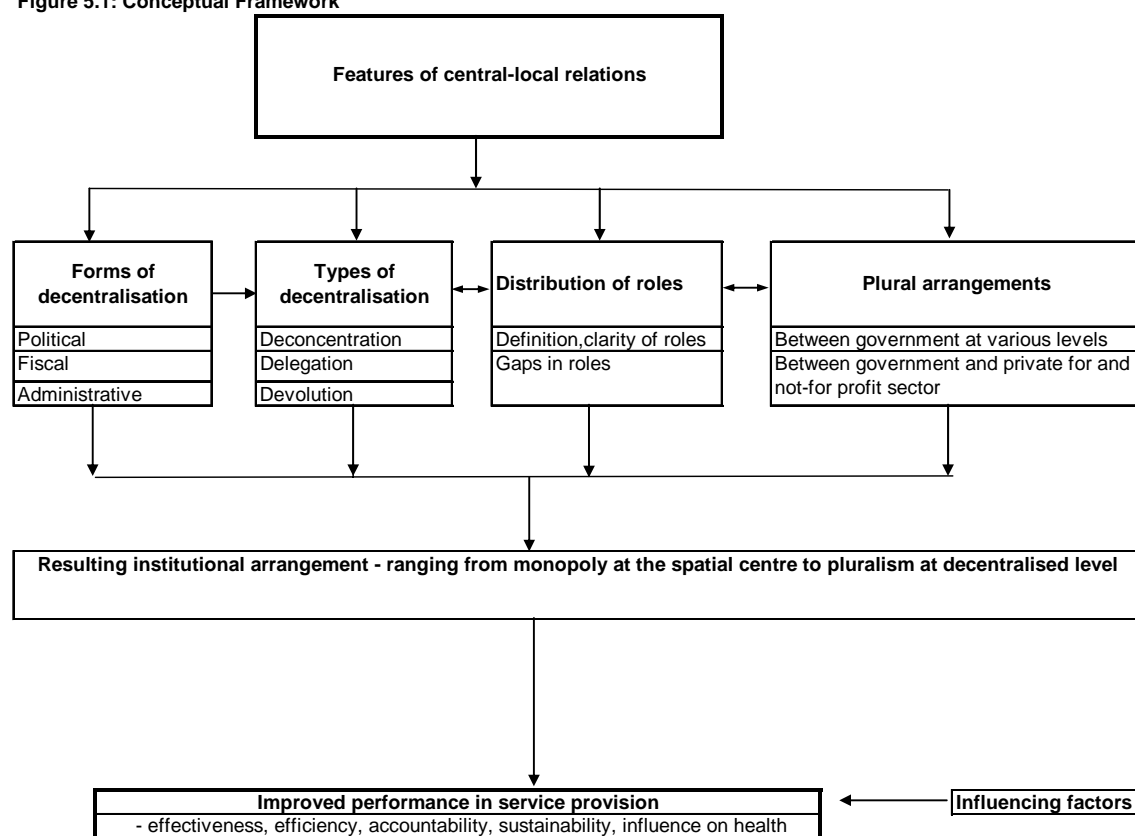 Figure 5.1: Conceptual Framework
Features of central-local relations
Forms of
decentralisation
Political
Fiscal
Administrative
Types of
decentralisation
Deconcentration
Delegation
Devolution
Distribution of roles
Definition,clarity of roles
Gaps in roles
Plural arrangements
Between government at various levels
Between government and private for and
not-for profit sector
Resulting institutional arrangement - ranging from monopoly at the spatial centre to pluralism at decentralised level
Improved performance in service provision
- effectiveness, efficiency, accountability, sustainability, influence on health
Influencing factors